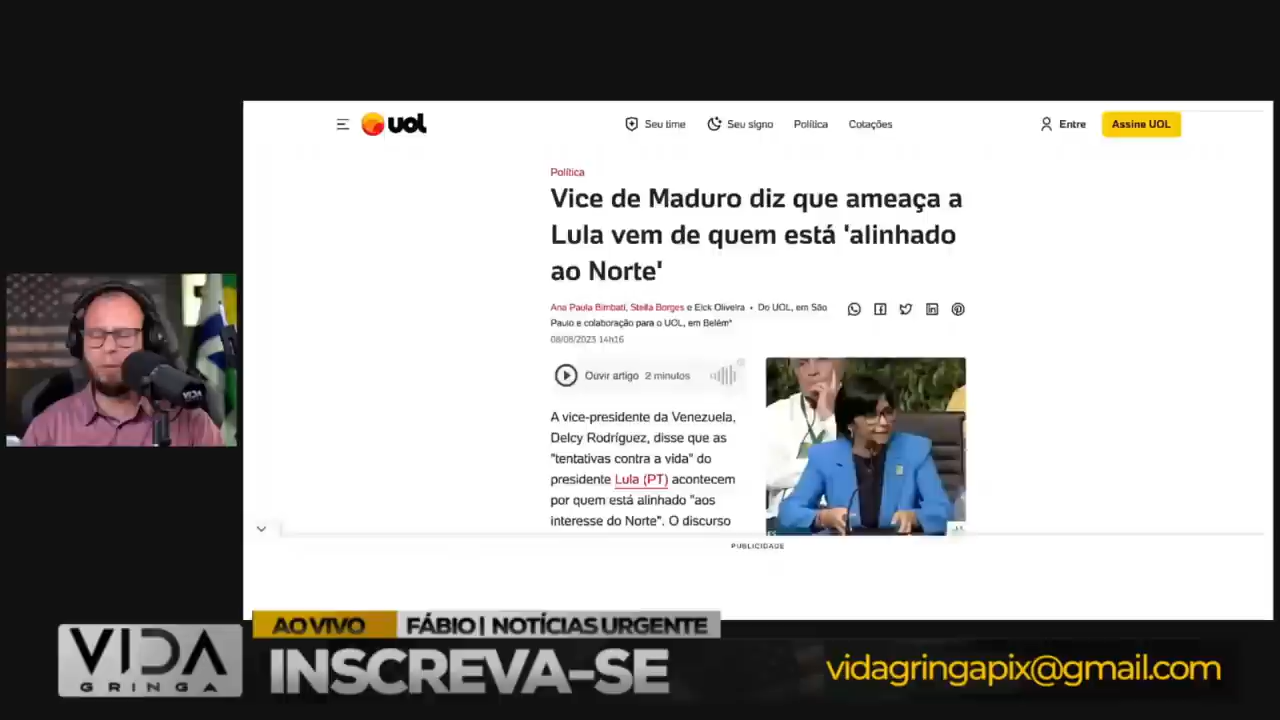 uol
Seu time
Seu signo
Política
Cotações
Entre
Assine UOL
Política
Vice de Maduro diz que ameaça a
Lula vem de quem está 'alinhado
ao Norte'
Ana Paula Bimbati, Stella Borges e Elck Oliveira • Do UOL, em São
Paulo e colaboração para o UOL, em Belém*
08/08/2023 14h16
Ouvir artigo 2 minutos
A vice-presidente da Venezuela,
Delcy Rodríguez, disse que as
"tentativas contra a vida" do
presidente Lula (PT) acontecem
por quem está alinhado "aos
interesse do Norte". O discurso
PUBLICIDADE
VIDA
AO VIVO
FÁBIO | NOTÍCIAS URGENTE
VIDA
GRINGA
INSCREVA-SE
vidagringapix@gmail.com